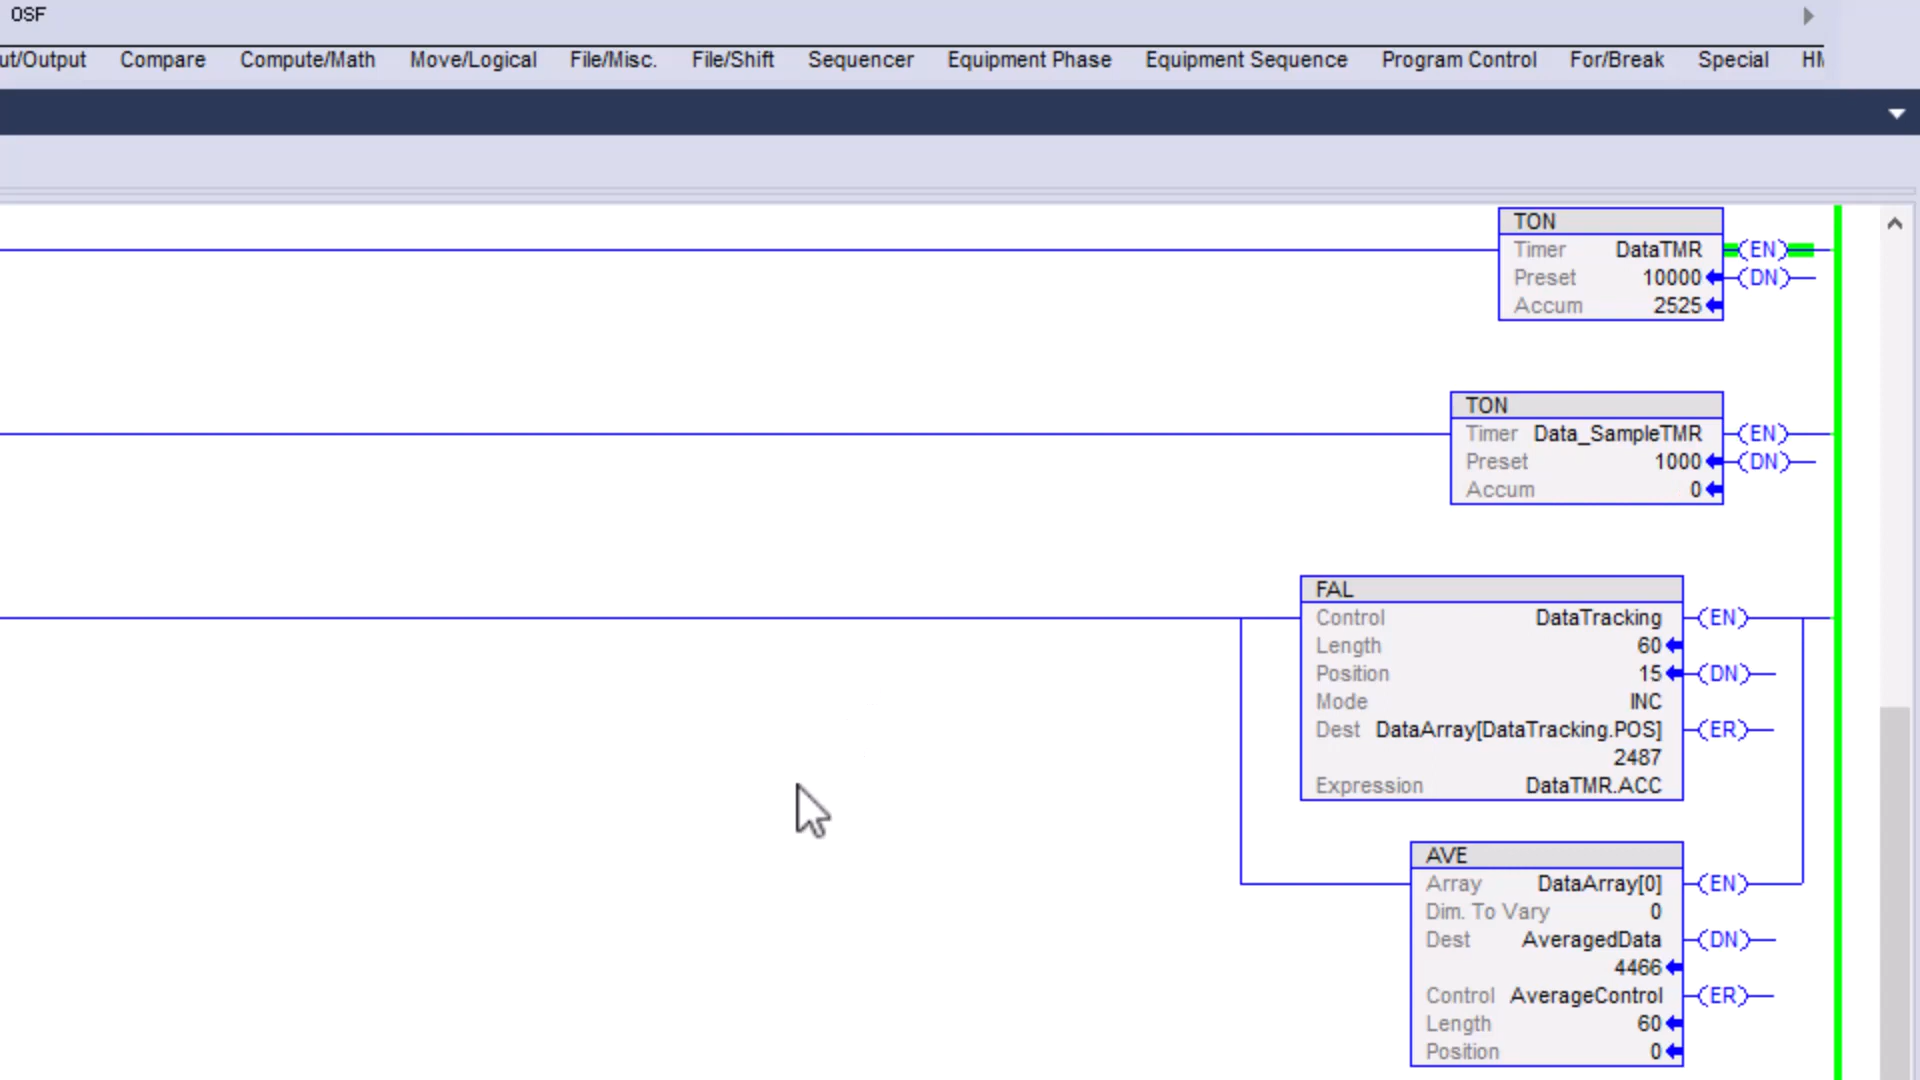 OSF
ut/Output Compare Compute/Math Move/Logical File/Misc. File/Shift Sequencer Equipment Phase Equipment Sequence Program Control For/Break Special
TON
Timer DataTMR (EN)
Preset 10000 (DN)
Accum 2525
TON
Timer Data_SampleTMR (EN)
Preset 1000 (DN)
Accum 0
FAL
Control DataTracking (EN)
Length 60
Position 15 (DN)
Mode INC
Dest DataArray[DataTracking.POS] (ER)
2487
Expression DataTMR.ACC
AVE
Array DataArray[0] (EN)
Dim. To Vary 0
Dest AveragedData (DN)
4466
Control AverageControl (ER)
Length 60
Position 0